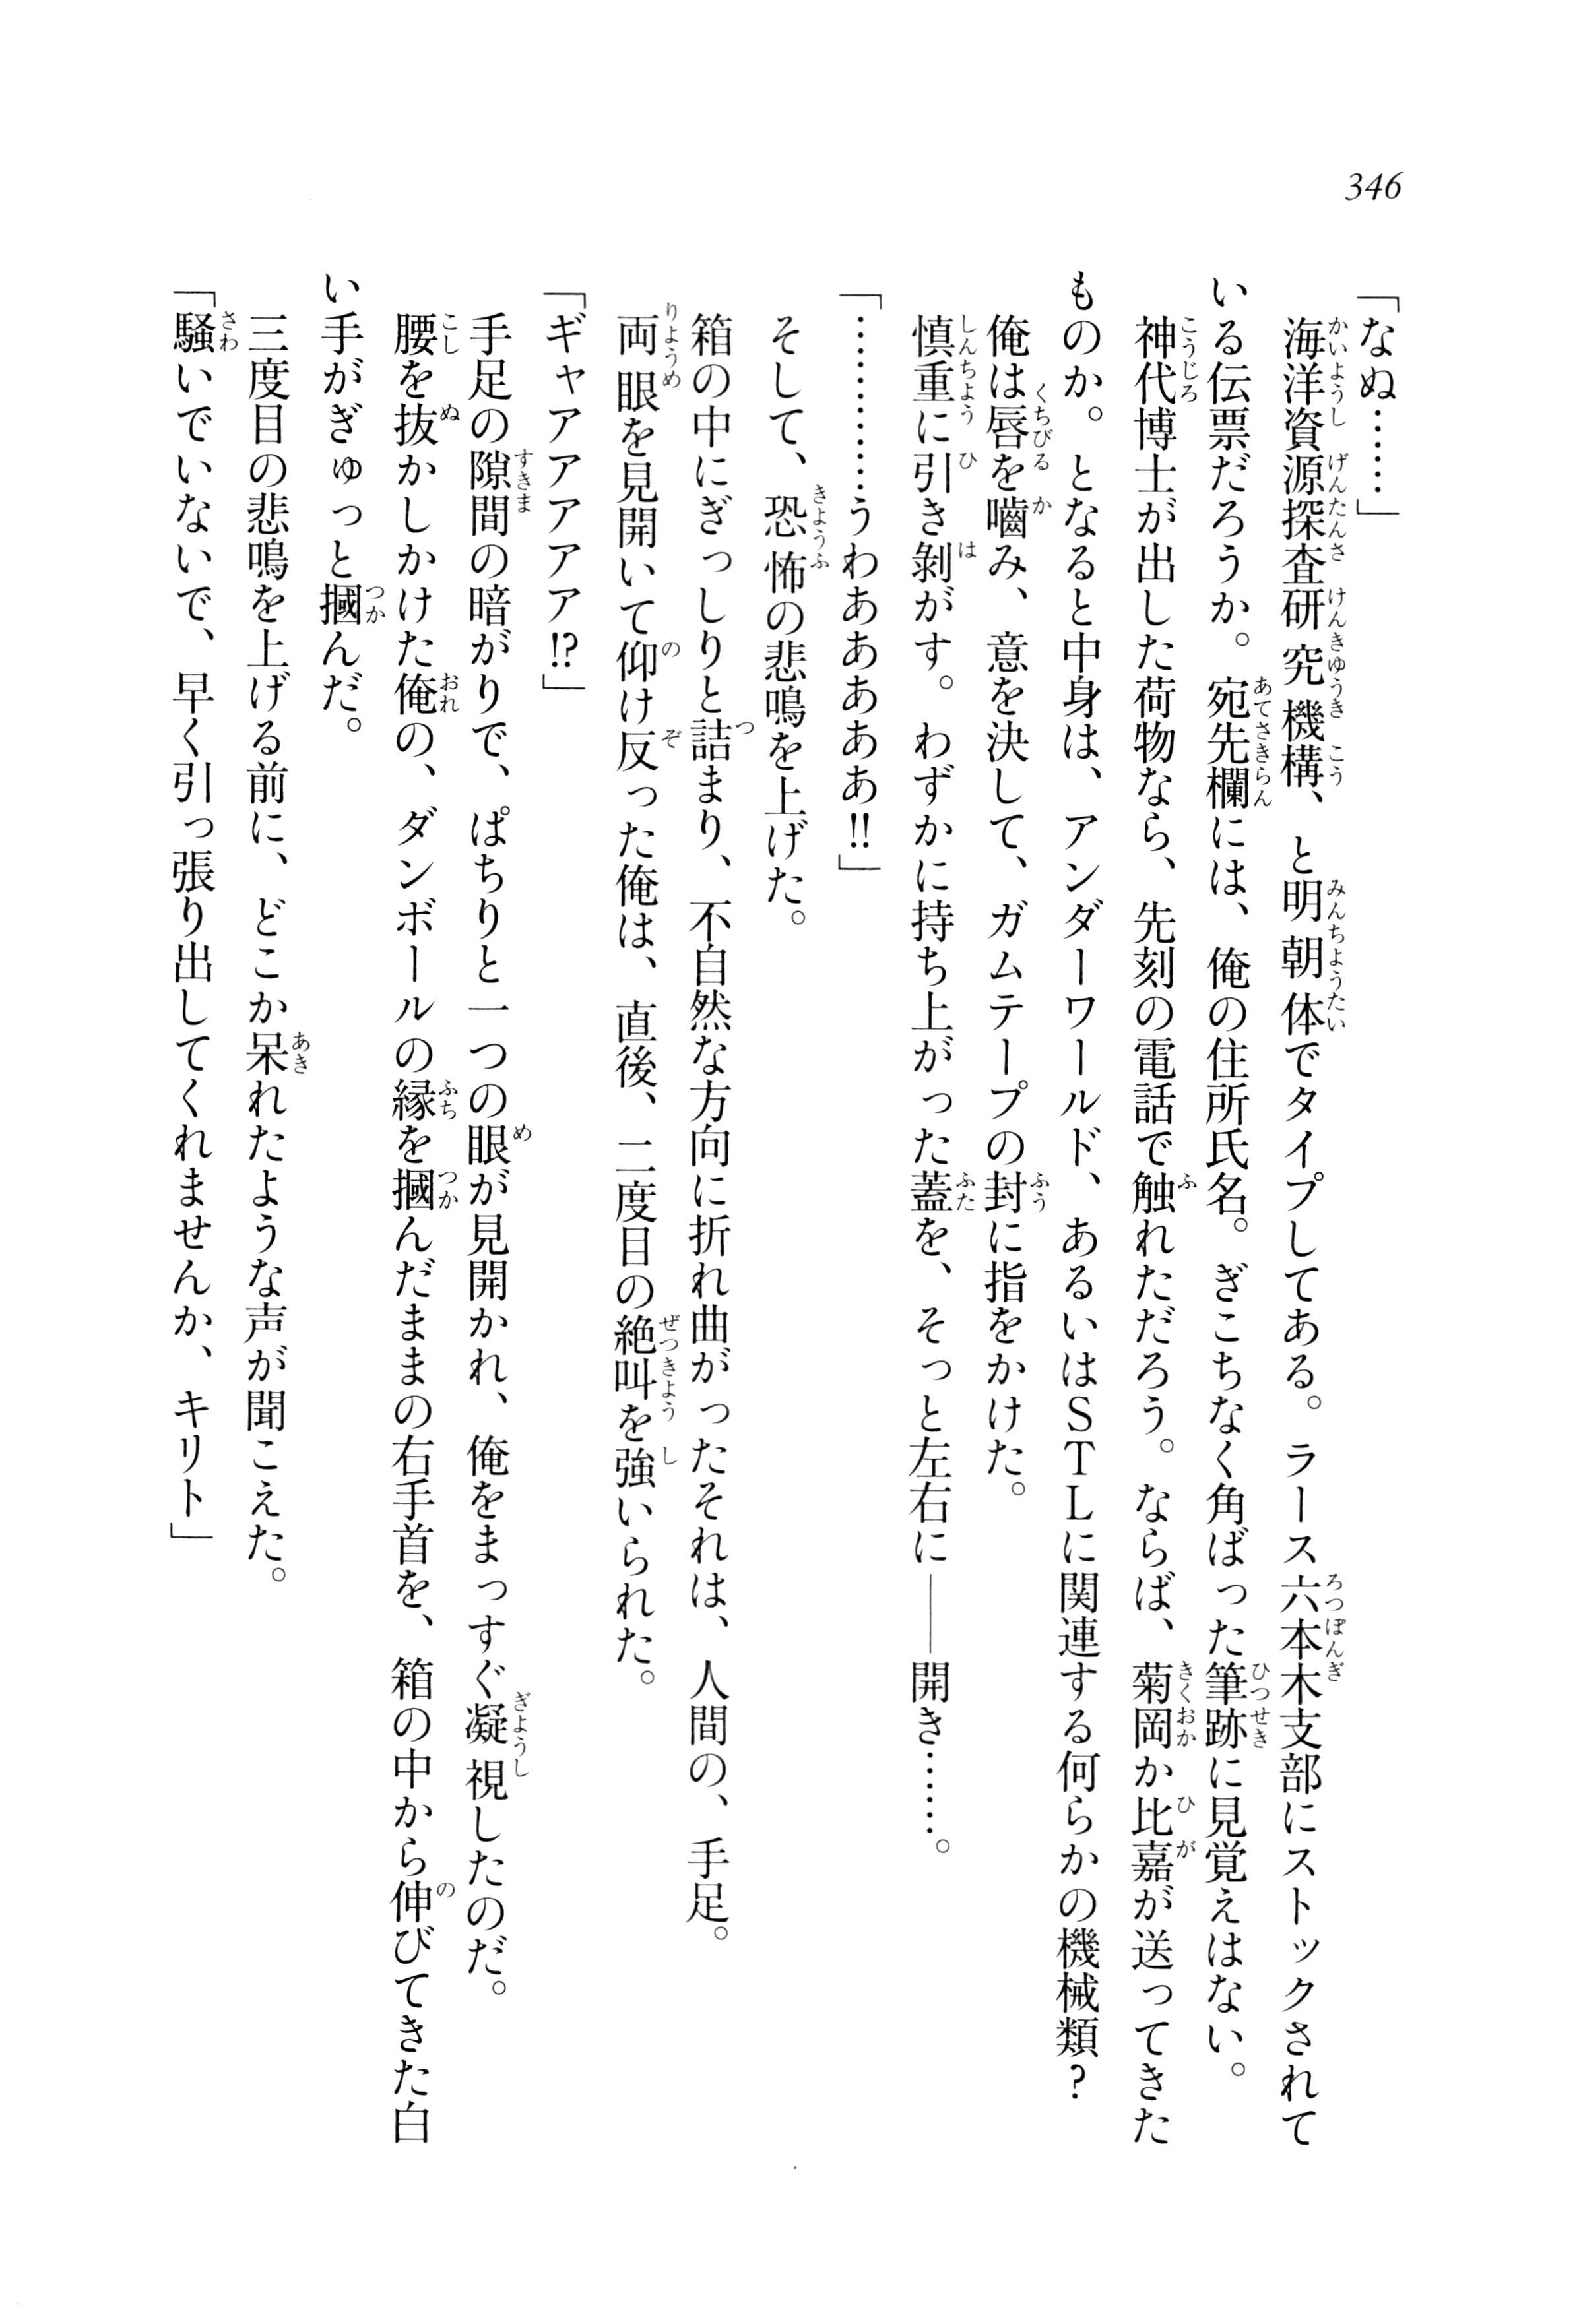 346
「なぬ……」
海洋資源探査研究機構、と明朝体でタイプしてある。ラース六本木支部にストックされて
いる伝票だろうか。宛先欄には、俺の住所氏名。ぎこちなく角ばった筆跡に見覚えはない。
神代博士が出した荷物なら、先刻の電話で触れただろう。ならば、菊岡か比嘉が送ってきた
ものか。となると中身は、アンダーワールド、あるいはSTLに関連する何らかの機械類?
俺は唇を嚙み、意を決して、ガムテープの封に指をかけた。
慎重に引き剝がす。わずかに持ち上がった蓋を、そっと左右に――開き……。
「…………うわああああああ!!」
そして、恐怖の悲鳴を上げた。
箱の中にぎっしりと詰まり、不自然な方向に折れ曲がったそれは、人間の、手足。
両眼を見開いて仰け反った俺は、直後、二度目の絶叫を強いられた。
「ギャアアアアア!?」
手足の隙間の暗がりで、ぱちりと一つの眼が見開かれ、俺をまっすぐ凝視したのだ。
腰を抜かしかけた俺の、ダンボールの縁を摑んだままの右手首を、箱の中から伸びてきた白
い手がぎゅっと摑んだ。
三度目の悲鳴を上げる前に、どこか呆れたような声が聞こえた。
「騒いでいないで、早く引っ張り出してくれませんか、キリト」